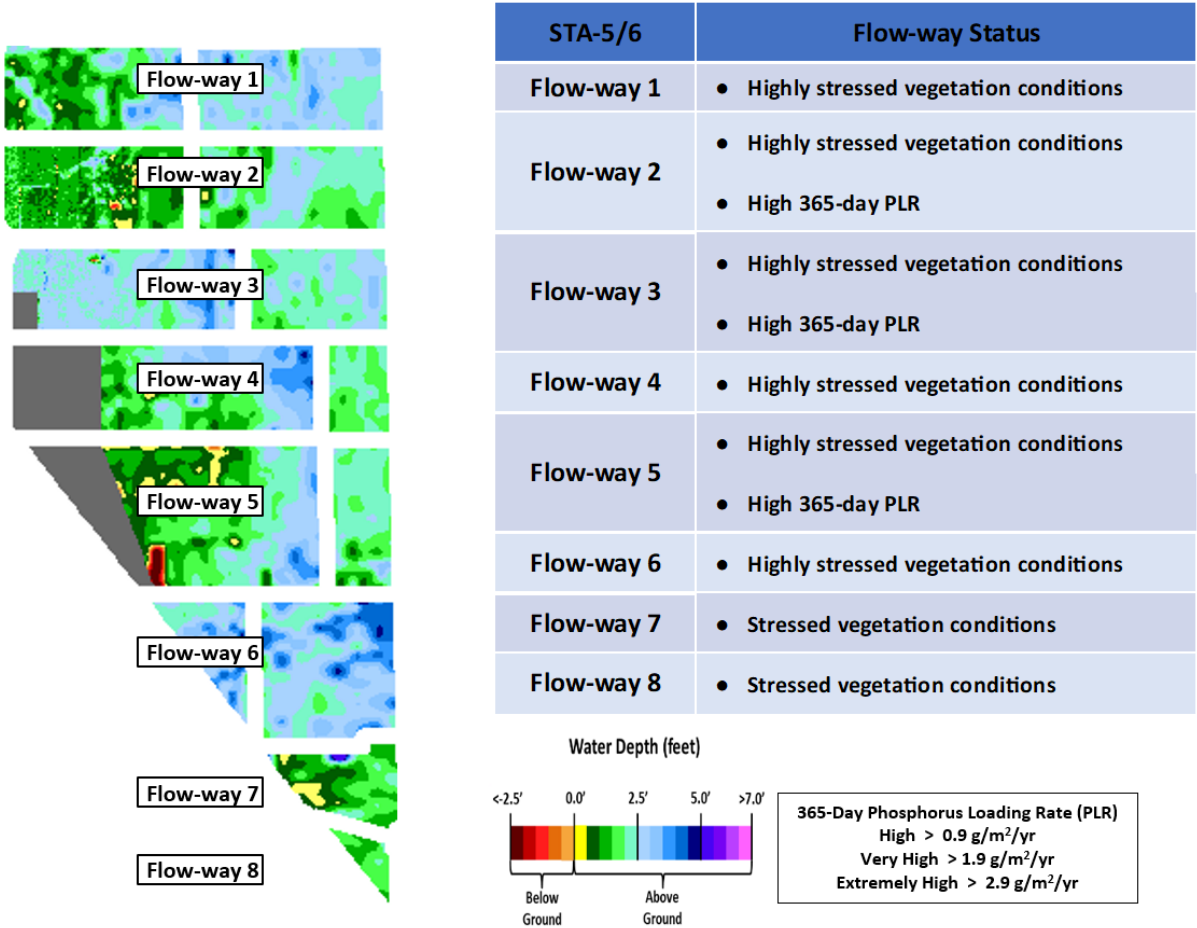 Flow-way 1
Flow-way 2
Flow-way 3
Flow-way 4
Flow-way 5
Flow-way 6
Flow-way 7
Flow-way 8
STA-5/6 Flow-way Status
Flow-way 1 ● Highly stressed vegetation conditions
Flow-way 2 ● Highly stressed vegetation conditions
● High 365-day PLR
Flow-way 3 ● Highly stressed vegetation conditions
● High 365-day PLR
Flow-way 4 ● Highly stressed vegetation conditions
Flow-way 5 ● Highly stressed vegetation conditions
● High 365-day PLR
Flow-way 6 ● Highly stressed vegetation conditions
Flow-way 7 ● Stressed vegetation conditions
Flow-way 8 ● Stressed vegetation conditions
Water Depth (feet)
<-2.5' 0.0' 2.5' 5.0' >7.0'
Below Ground
Above Ground
365-Day Phosphorus Loading Rate (PLR)
High > 0.9 g/m²/yr
Very High > 1.9 g/m²/yr
Extremely High > 2.9 g/m²/yr